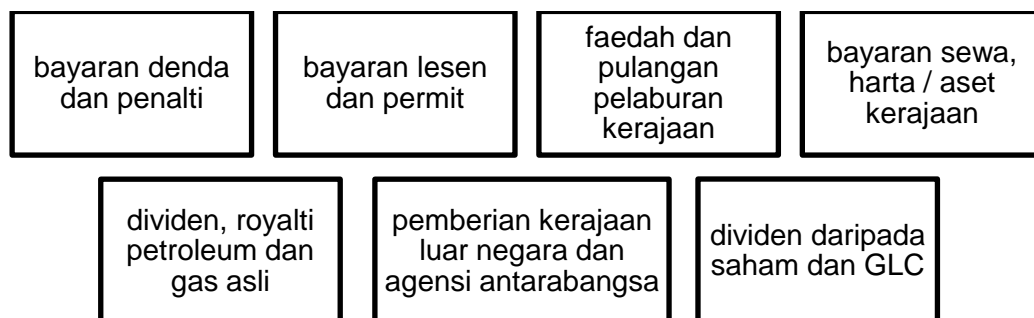 bayaran denda
dan penalti
bayaran lesen
dan permit
faedah dan
pulangan
pelaburan
kerajaan
bayaran sewa,
harta / aset
kerajaan
dividen, royalti
petroleum dan
gas asli
pemberian kerajaan
luar negara dan
agensi antarabangsa
dividen daripada
saham dan GLC